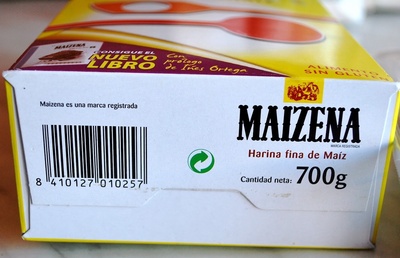 MAIZENA
CONSIGUE EL
NUEVO
LIBRO
Con prólogo
de Inés Ortega
ALIMENTO
SIN GLUTEN
Maizena es una marca registrada
MAIZENA
MARCA REGISTRADA
Harina fina de Maíz
Cantidad neta: 700g
8 410127 010257